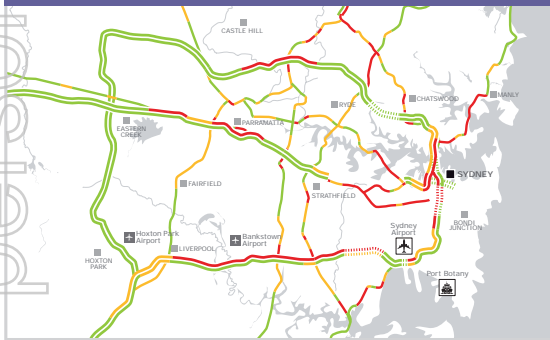 CASTLE HILL
RYDE
CHATSWOOD
MANLY
PARRAMATTA
EASTERN
CREEK
SYDNEY
FAIRFIELD
STRATHFIELD
BONDI
JUNCTION
Sydney
Airport
Hoxton Park
Airport
Bankstown
Airport
LIVERPOOL
HOXTON
PARK
Port Botany